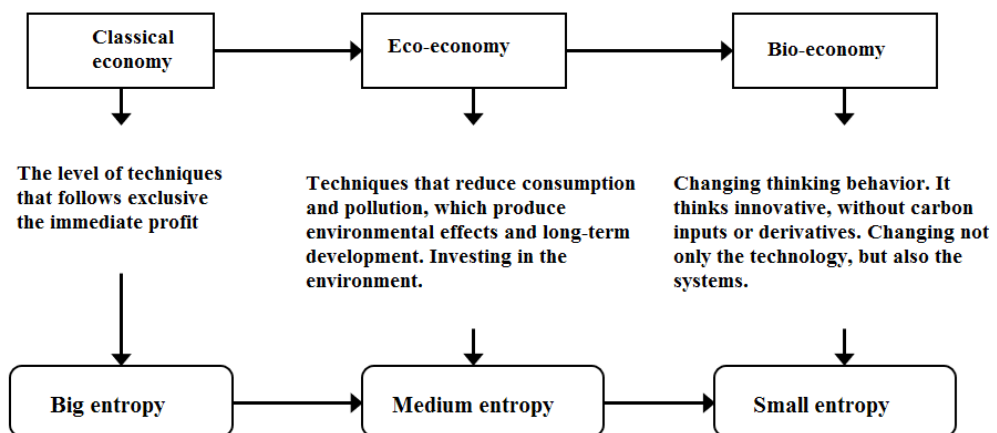 Classical
economy
Eco-economy
Bio-economy
The level of techniques
that follows exclusive
the immediate profit
Techniques that reduce consumption
and pollution, which produce
environmental effects and long-term
development. Investing in the
environment.
Changing thinking behavior. It
thinks innovative, without carbon
inputs or derivatives. Changing not
only the technology, but also the
systems.
Big entropy
Medium entropy
Small entropy